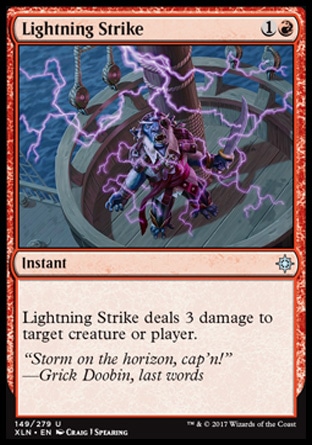 Lightning Strike 1
Instant
Lightning Strike deals 3 damage to
target creature or player.
“Storm on the horizon, cap’n!”
—Grick Doobin, last words
149/279 U
XLN • EN Craig J Spearing
™ & © 2017 Wizards of the Coast